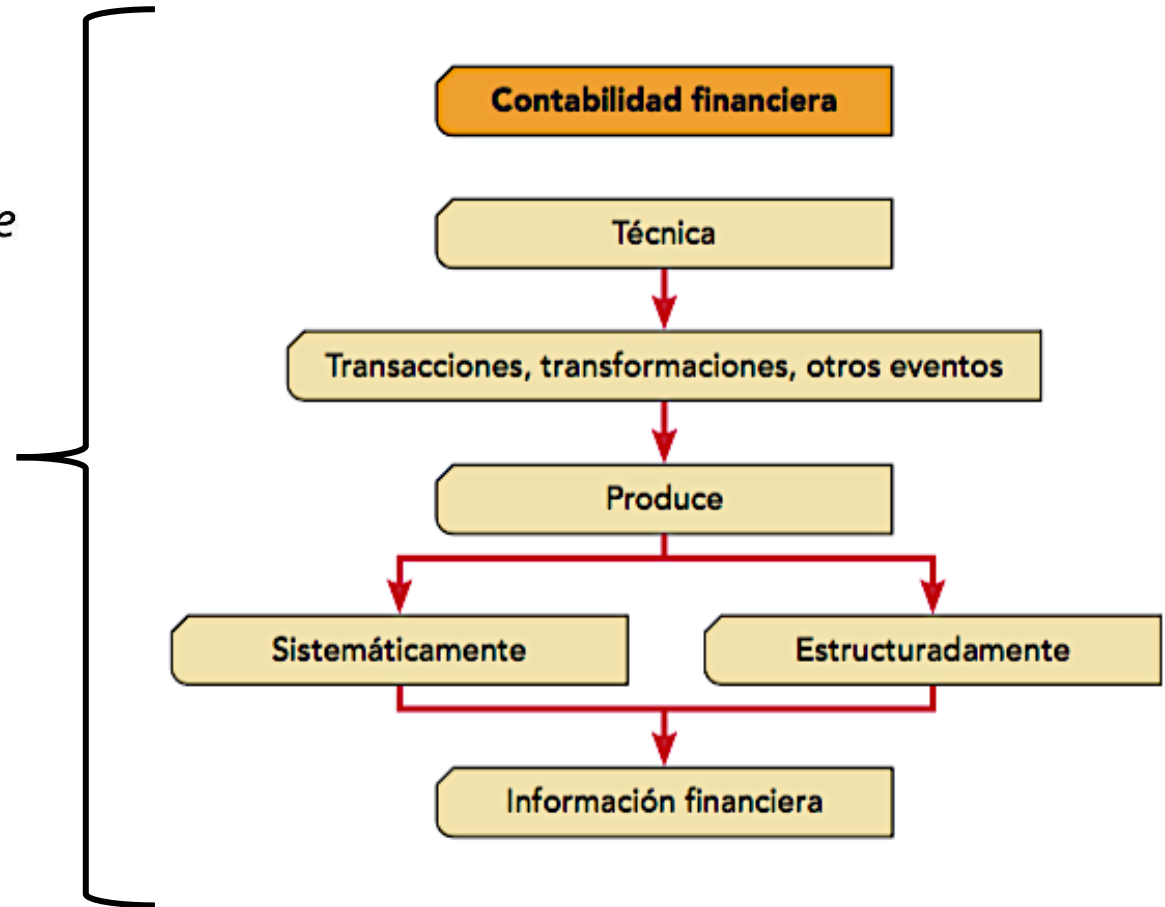 Contabilidad financiera
e
Técnica
Transacciones, transformaciones, otros eventos
Produce
Sistemáticamente
Estructuradamente
Información financiera